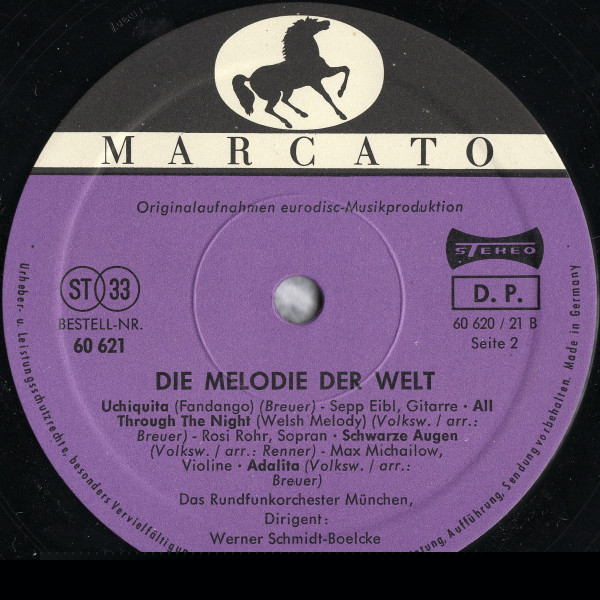 MARCATO
Originalaufnahmen eurodisc-Musikproduktion
STEREO
ST 33
BESTELL-NR.
60 621
D. P.
60 620 / 21 B
Seite 2
DIE MELODIE DER WELT
Uchiquita (Fandango) (Breuer) - Sepp Eibl, Gitarre · All
Through The Night (Welsh Melody) (Volksw. / arr.:
Breuer) - Rosi Rohr, Sopran · Schwarze Augen
(Volksw. / arr.: Renner) - Max Michailow,
Violine · Adalita (Volksw. / arr.:
Breuer)
Das Rundfunkorchester München,
Dirigent:
Werner Schmidt-Boelcke
Urheber- u. Leistungsschutzrechte, besonders Vervielfältigung
Aufführung, Sendung vorbehalten. Made in Germany